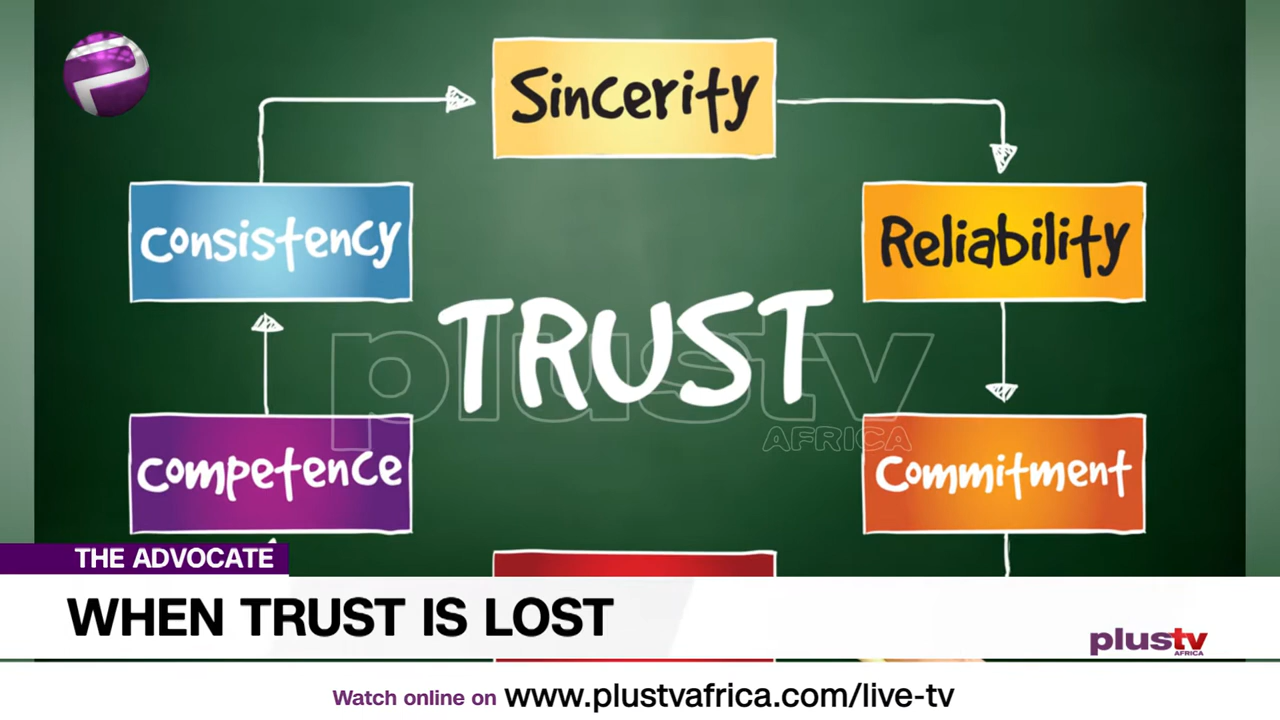 Sincerity
Consistency
Reliability
TRUST
plustv
AFRICA
Competence
Commitment
THE ADVOCATE
WHEN TRUST IS LOST
plustv
AFRICA
Watch online on www.plustvafrica.com/live-tv